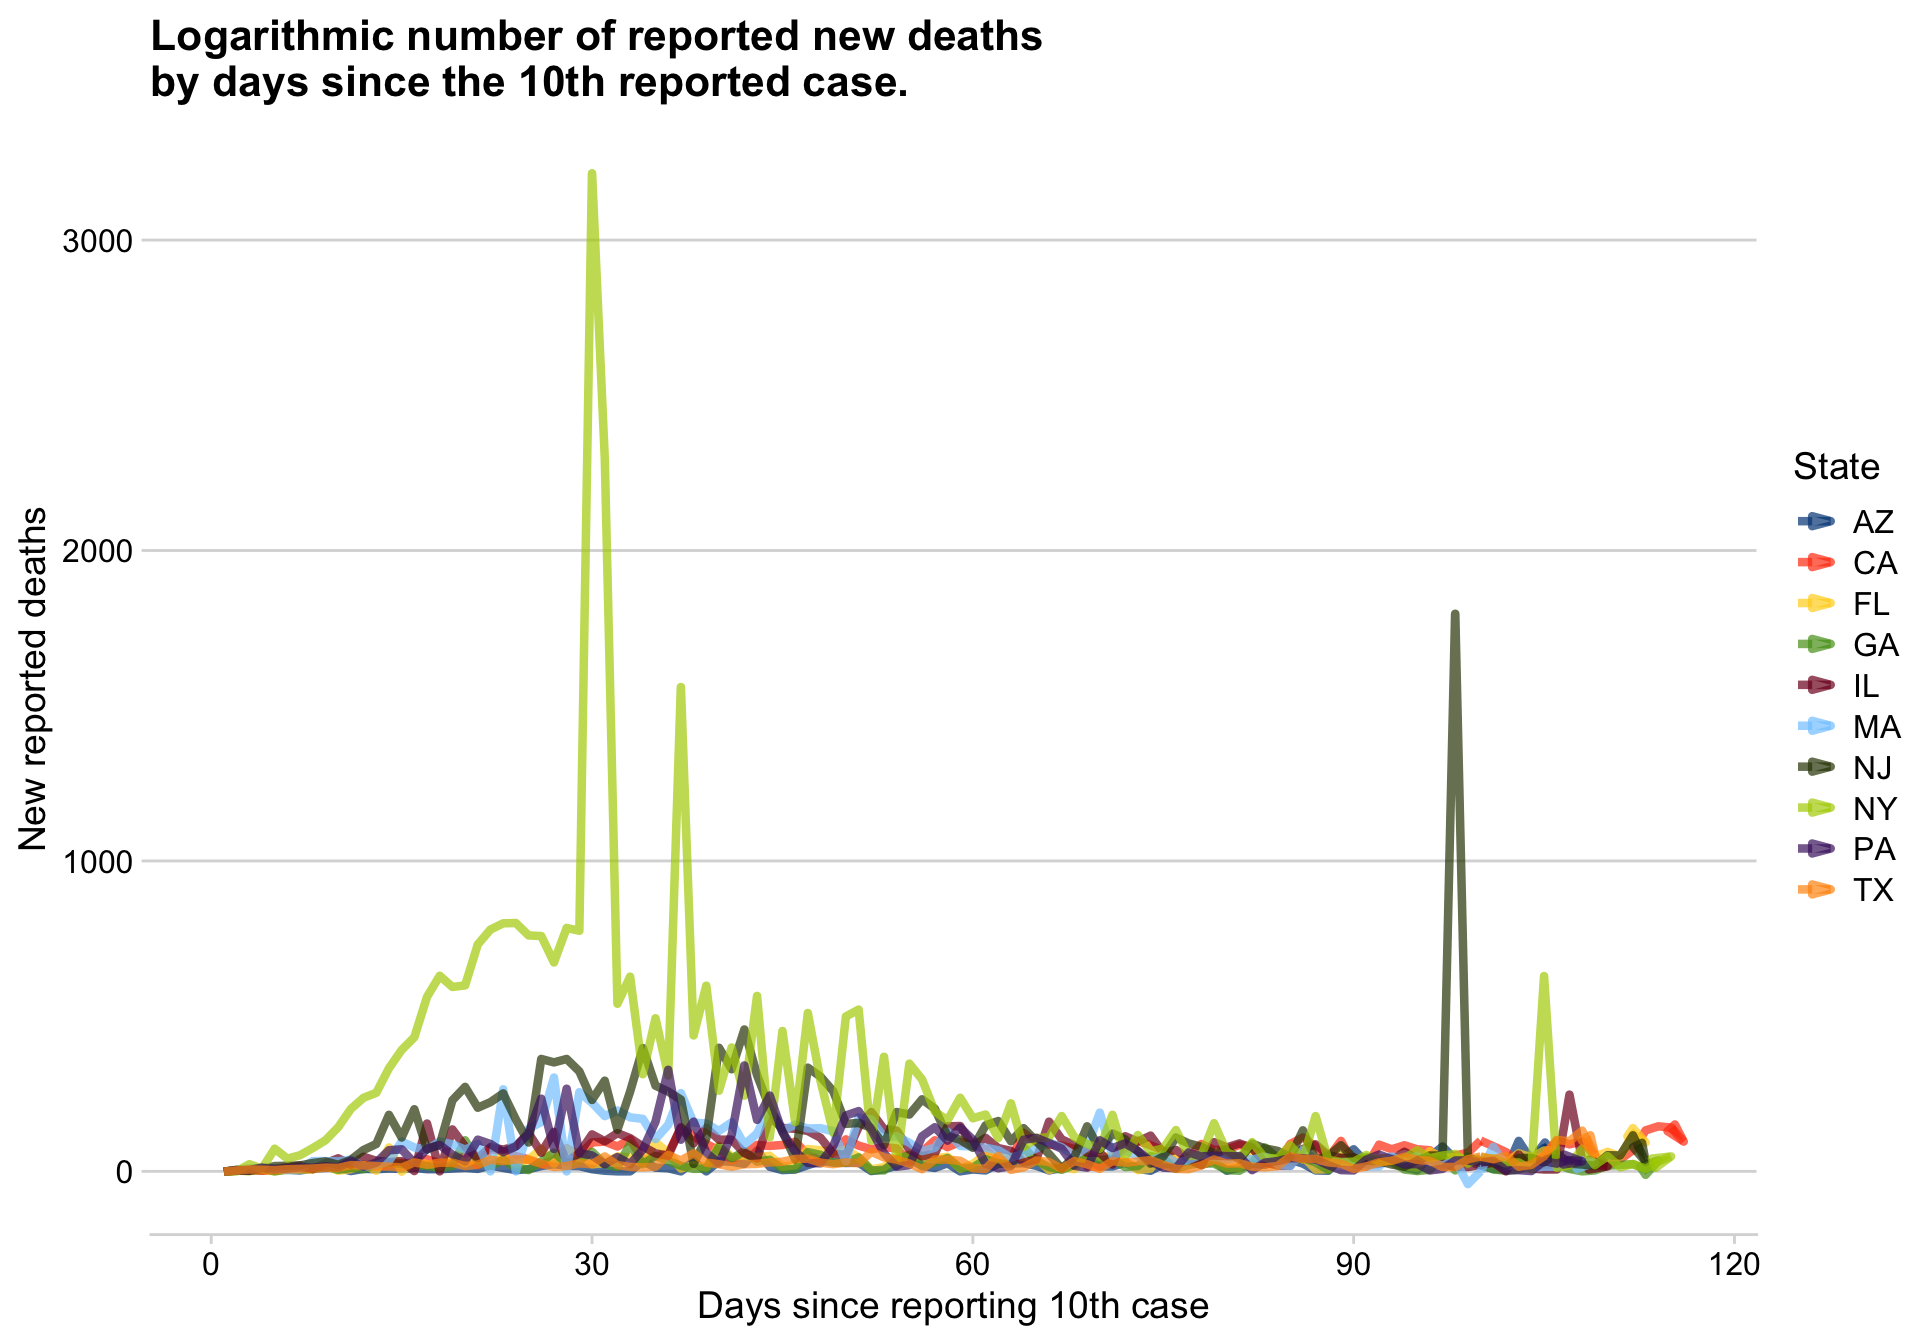 Logarithmic number of reported new deaths
by days since the 10th reported case.
New reported deaths
3000
2000
1000
0
0 30 60 90 120
Days since reporting 10th case
State
AZ
CA
FL
GA
IL
MA
NJ
NY
PA
TX